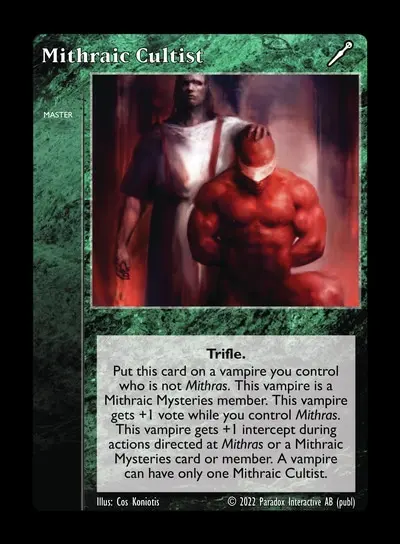 Mithraic Cultist
MASTER
Trifle.
Put this card on a vampire you control
who is not Mithras. This vampire is a
Mithraic Mysteries member. This vampire
gets +1 vote while you control Mithras.
This vampire gets +1 intercept during
actions directed at Mithras or a Mithraic
Mysteries card or member. A vampire
can have only one Mithraic Cultist.
Illus: Cos Koniotis © 2022 Paradox Interactive AB (publ)